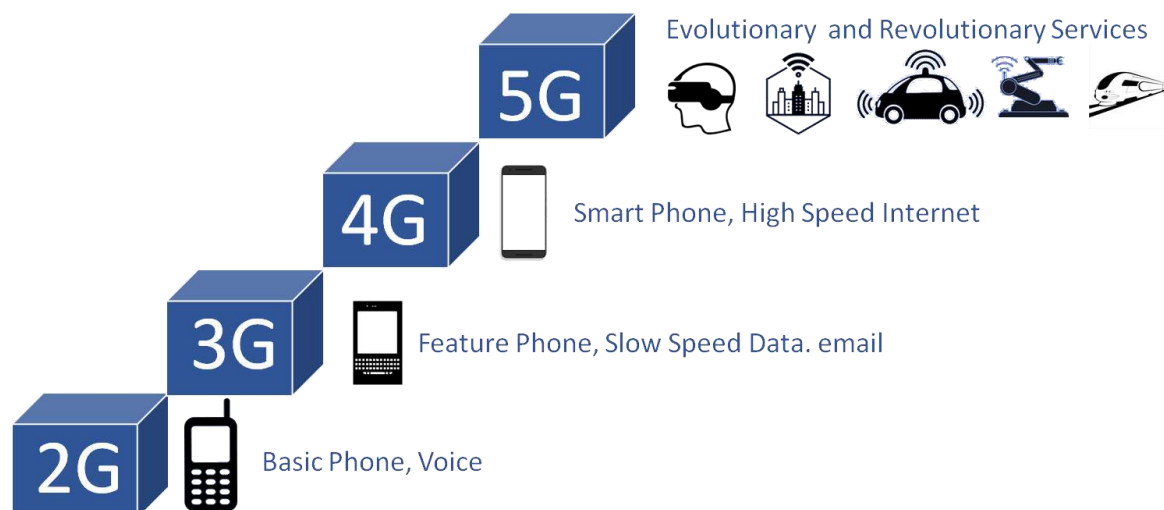 Evolutionary and Revolutionary Services
5G
4G
Smart Phone, High Speed Internet
3G
Feature Phone, Slow Speed Data. email
2G
Basic Phone, Voice